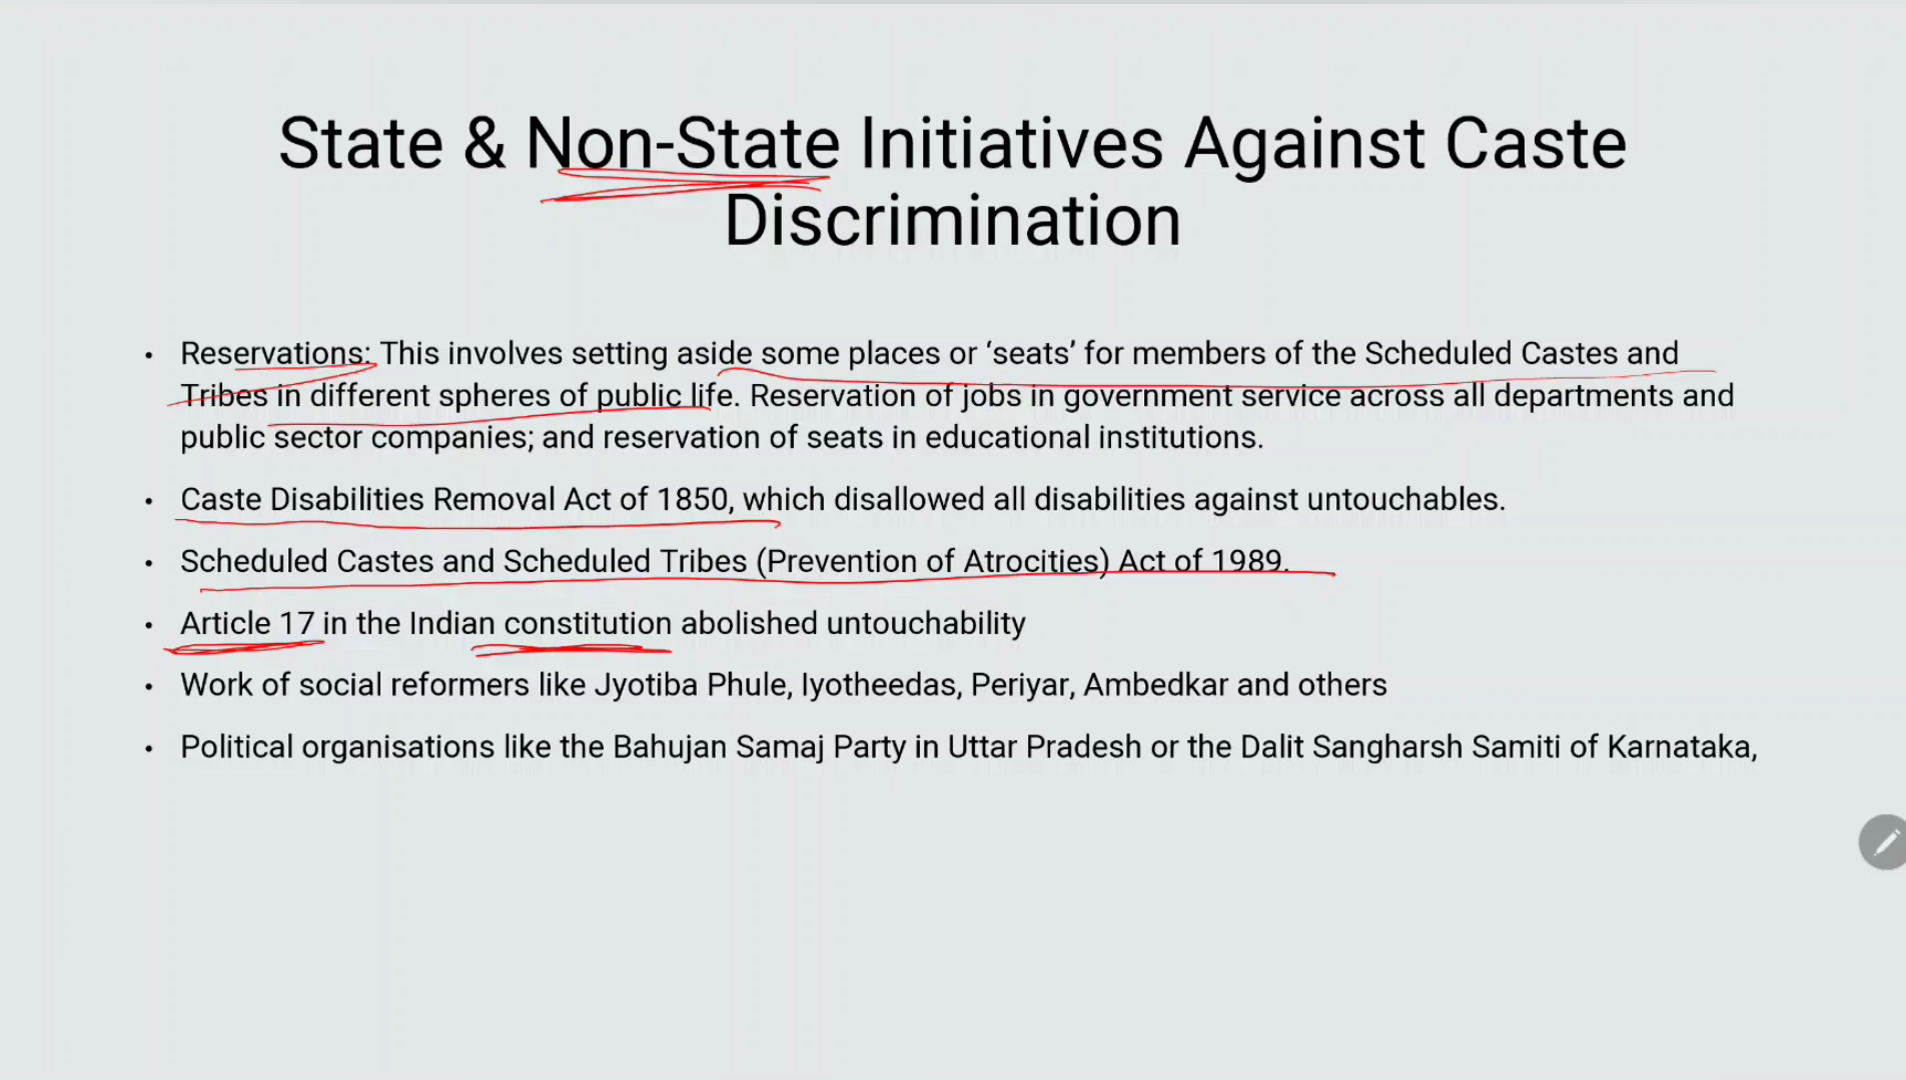 State & Non-State Initiatives Against Caste
Discrimination
• Reservations: This involves setting aside some places or ‘seats’ for members of the Scheduled Castes and
Tribes in different spheres of public life. Reservation of jobs in government service across all departments and
public sector companies; and reservation of seats in educational institutions.
• Caste Disabilities Removal Act of 1850, which disallowed all disabilities against untouchables.
• Scheduled Castes and Scheduled Tribes (Prevention of Atrocities) Act of 1989.
• Article 17 in the Indian constitution abolished untouchability
• Work of social reformers like Jyotiba Phule, Iyotheedas, Periyar, Ambedkar and others
• Political organisations like the Bahujan Samaj Party in Uttar Pradesh or the Dalit Sangharsh Samiti of Karnataka,